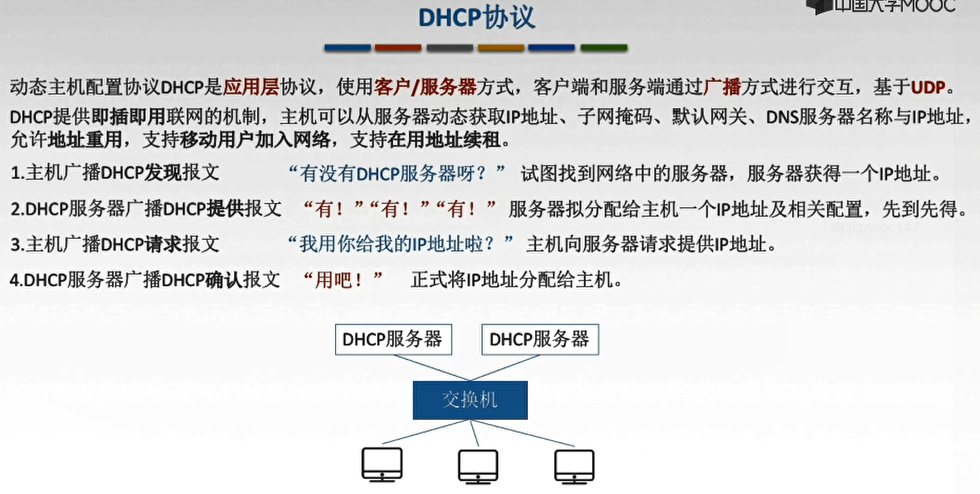 DHCP协议
中国大学MOOC
动态主机配置协议DHCP是应用层协议，使用客户/服务器方式，客户端和服务端通过广播方式进行交互，基于UDP。
DHCP提供即插即用联网的机制，主机可以从服务器动态获取IP地址、子网掩码、默认网关、DNS服务器名称与IP地址，
允许地址重用，支持移动用户加入网络，支持在用地址续租。
1.主机广播DHCP发现报文 “有没有DHCP服务器呀？” 试图找到网络中的服务器，服务器获得一个IP地址。
2.DHCP服务器广播DHCP提供报文 “有！”“有！”“有！” 服务器拟分配给主机一个IP地址及相关配置，先到先得。
3.主机广播DHCP请求报文 “我用你给我的IP地址啦？” 主机向服务器请求提供IP地址。
4.DHCP服务器广播DHCP确认报文 “用吧！” 正式将IP地址分配给主机。
DHCP服务器 DHCP服务器
交换机